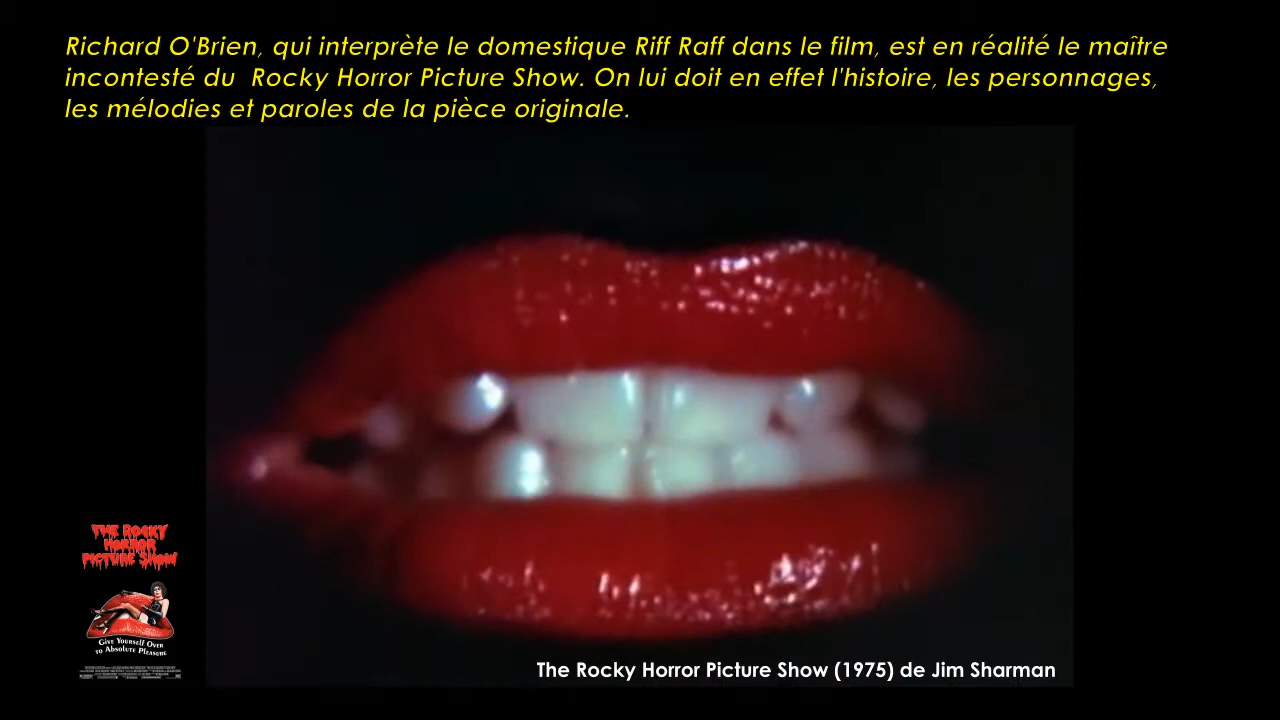 Richard O'Brien, qui interprète le domestique Riff Raff dans le film, est en réalité le maître
incontesté du  Rocky Horror Picture Show. On lui doit en effet l'histoire, les personnages,
les mélodies et paroles de la pièce originale.
THE ROCKY
HORROR
PICTURE SHOW
GIVE YOURSELF OVER
TO ABSOLUTE PLEASURE
The Rocky Horror Picture Show (1975) de Jim Sharman